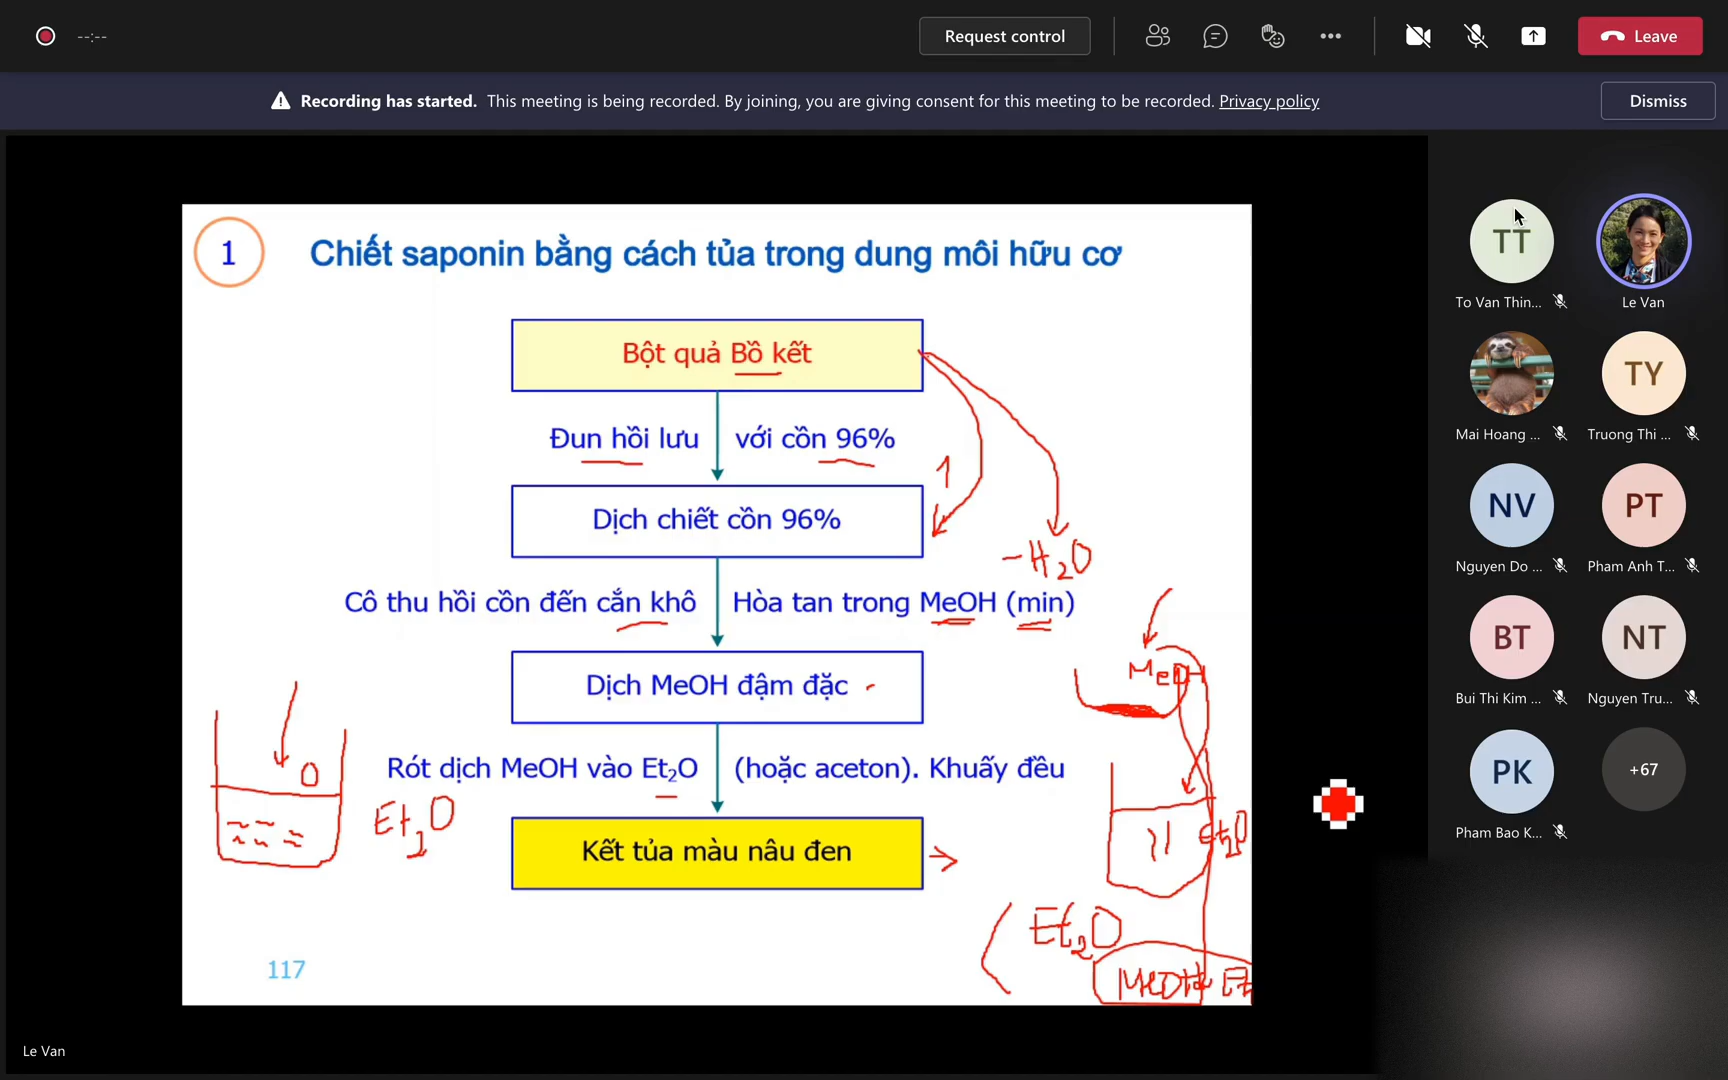 --:--
Request control
Leave
Recording has started. This meeting is being recorded. By joining, you are giving consent for this meeting to be recorded. Privacy policy
Dismiss
1
Chiết saponin bằng cách tủa trong dung môi hữu cơ
Bột quả Bồ kết
Đun hồi lưu với cồn 96%
1
Dịch chiết cồn 96%
-H₂O
Cô thu hồi cồn đến cắn khô Hòa tan trong MeOH (min)
MeOH
Dịch MeOH đậm đặc
Rót dịch MeOH vào Et₂O (hoặc aceton). Khuấy đều
Et₂O
Et₂O
Kết tủa màu nâu đen
Et₂O
MeOH
117
TT
To Van Thin...
Le Van
Mai Hoang ...
TY
Truong Thi ...
NV
Nguyen Do ...
PT
Pham Anh T...
BT
Bui Thi Kim ...
NT
Nguyen Tru...
PK
Pham Bao K...
+67
Le Van